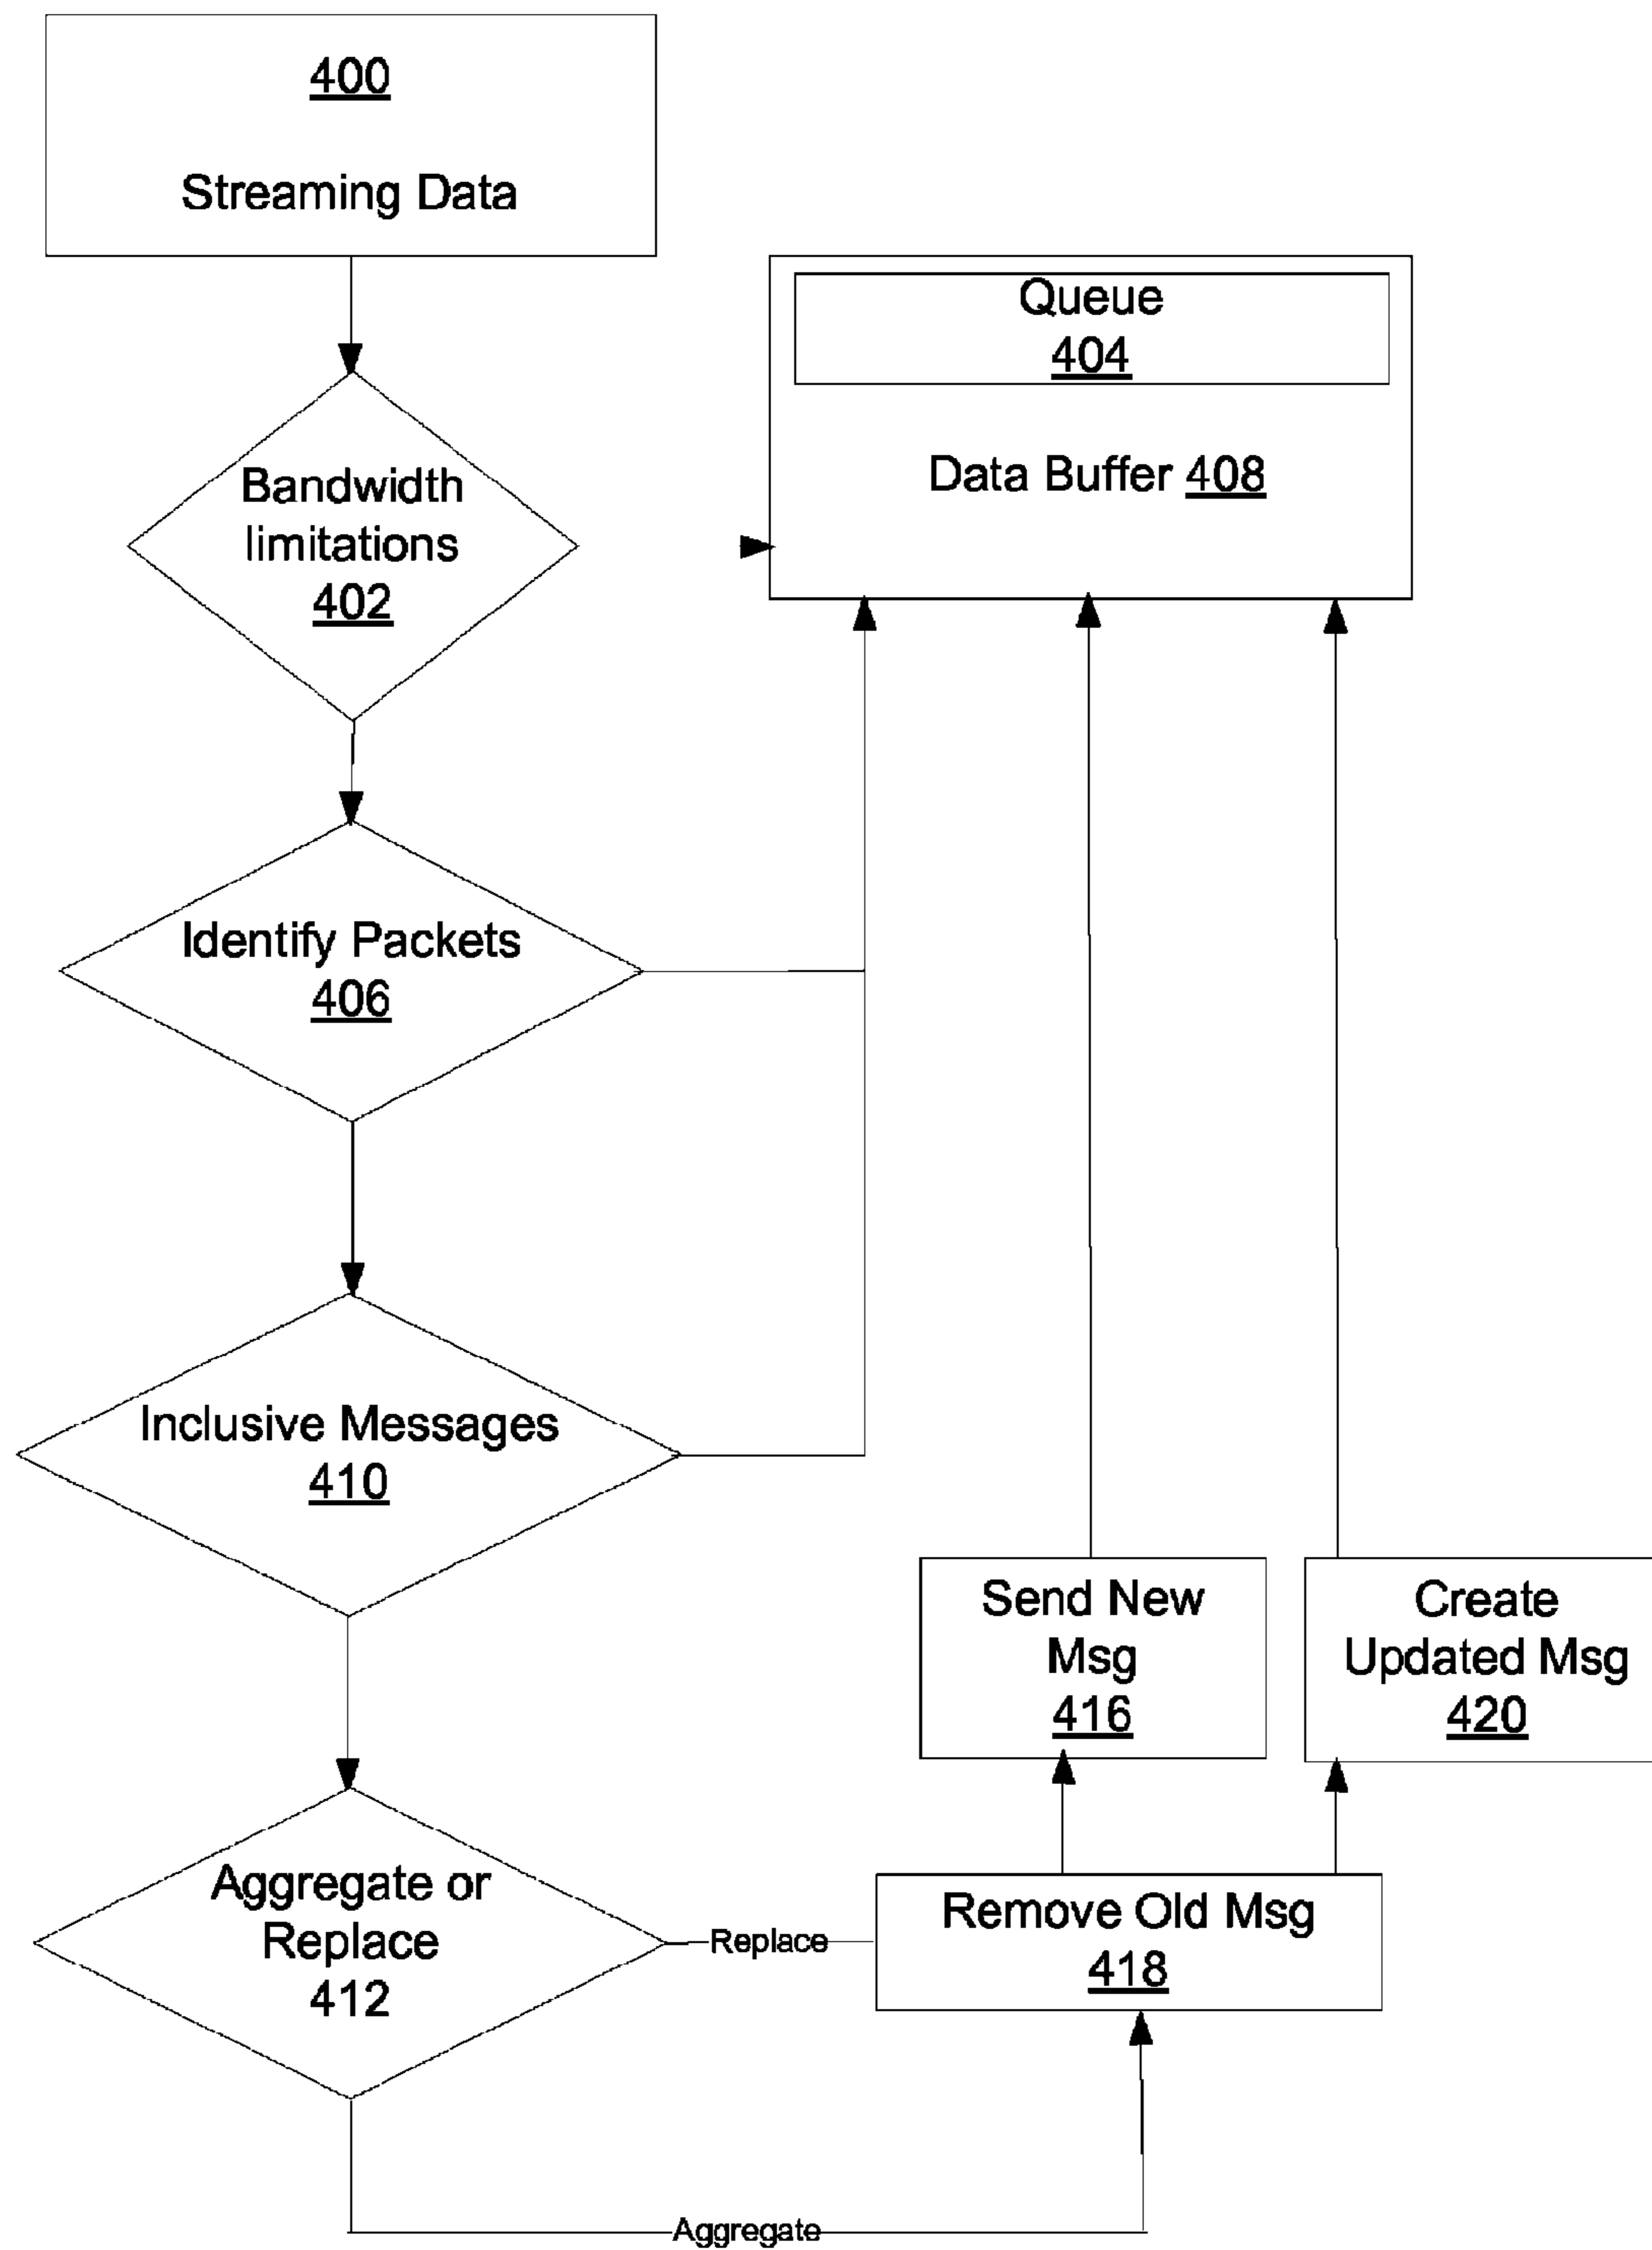 400
Streaming Data
Queue
404
Data Buffer 408
Bandwidth
limitations
402
Identify Packets
406
Inclusive Messages
410
Send New
Msg
416
Create
Updated Msg
420
Aggregate or
Replace
412
Replace
Remove Old Msg
418
Aggregate